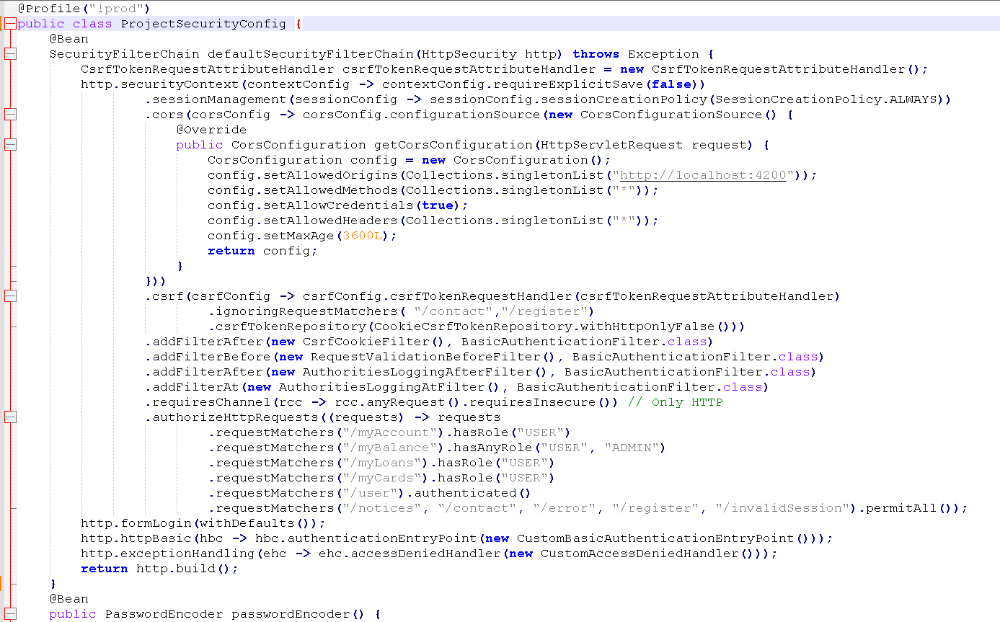 @Profile("!prod")
public class ProjectSecurityConfig {
    @Bean
    SecurityFilterChain defaultSecurityFilterChain(HttpSecurity http) throws Exception {
        CsrfTokenRequestAttributeHandler csrfTokenRequestAttributeHandler = new CsrfTokenRequestAttributeHandler();
        http.securityContext(contextConfig -> contextConfig.requireExplicitSave(false))
                .sessionManagement(sessionConfig -> sessionConfig.sessionCreationPolicy(SessionCreationPolicy.ALWAYS))
                .cors(corsConfig -> corsConfig.configurationSource(new CorsConfigurationSource() {
                    @Override
                    public CorsConfiguration getCorsConfiguration(HttpServletRequest request) {
                        CorsConfiguration config = new CorsConfiguration();
                        config.setAllowedOrigins(Collections.singletonList("http://localhost:4200"));
                        config.setAllowedMethods(Collections.singletonList("*"));
                        config.setAllowCredentials(true);
                        config.setAllowedHeaders(Collections.singletonList("*"));
                        config.setMaxAge(3600L);
                        return config;
                    }
                }))
                .csrf(csrfConfig -> csrfConfig.csrfTokenRequestHandler(csrfTokenRequestAttributeHandler)
                        .ignoringRequestMatchers( "/contact","/register")
                        .csrfTokenRepository(CookieCsrfTokenRepository.withHttpOnlyFalse()))
                .addFilterAfter(new CsrfCookieFilter(), BasicAuthenticationFilter.class)
                .addFilterBefore(new RequestValidationBeforeFilter(), BasicAuthenticationFilter.class)
                .addFilterAfter(new AuthoritiesLoggingAfterFilter(), BasicAuthenticationFilter.class)
                .addFilterAt(new AuthoritiesLoggingAtFilter(), BasicAuthenticationFilter.class)
                .requiresChannel(rcc -> rcc.anyRequest().requiresInsecure()) // Only HTTP
                .authorizeHttpRequests((requests) -> requests
                        .requestMatchers("/myAccount").hasRole("USER")
                        .requestMatchers("/myBalance").hasAnyRole("USER", "ADMIN")
                        .requestMatchers("/myLoans").hasRole("USER")
                        .requestMatchers("/myCards").hasRole("USER")
                        .requestMatchers("/user").authenticated()
                        .requestMatchers("/notices", "/contact", "/error", "/register", "/invalidSession").permitAll());
        http.formLogin(withDefaults());
        http.httpBasic(hbc -> hbc.authenticationEntryPoint(new CustomBasicAuthenticationEntryPoint()));
        http.exceptionHandling(ehc -> ehc.accessDeniedHandler(new CustomAccessDeniedHandler()));
        return http.build();
    }
    @Bean
    public PasswordEncoder passwordEncoder() {